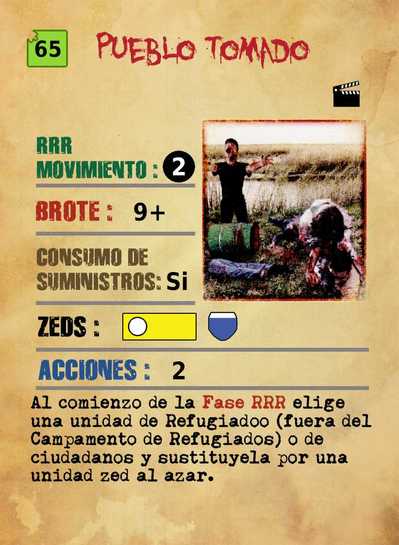 65
PUEBLO TOMADO
RRR
MOVIMIENTO : 2
BROTE : 9+
CONSUMO DE
SUMINISTROS: Si
ZEDS :
ACCIONES : 2
Al comienzo de la Fase RRR elige
una unidad de Refugiadoo (fuera del
Campamento de Refugiados) o de
ciudadanos y sustituyela por una
unidad zed al azar.